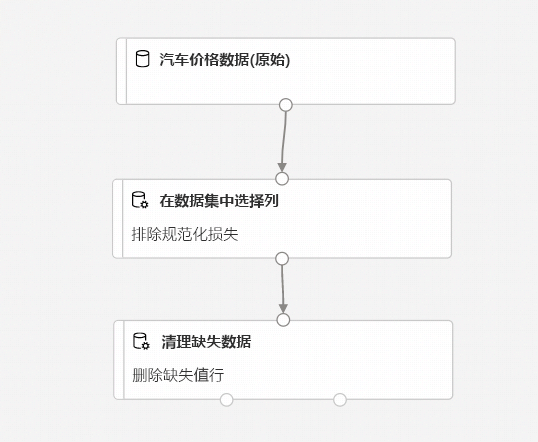 汽车价格数据(原始)
在数据集中选择列
排除规范化损失
清理缺失数据
删除缺失值行